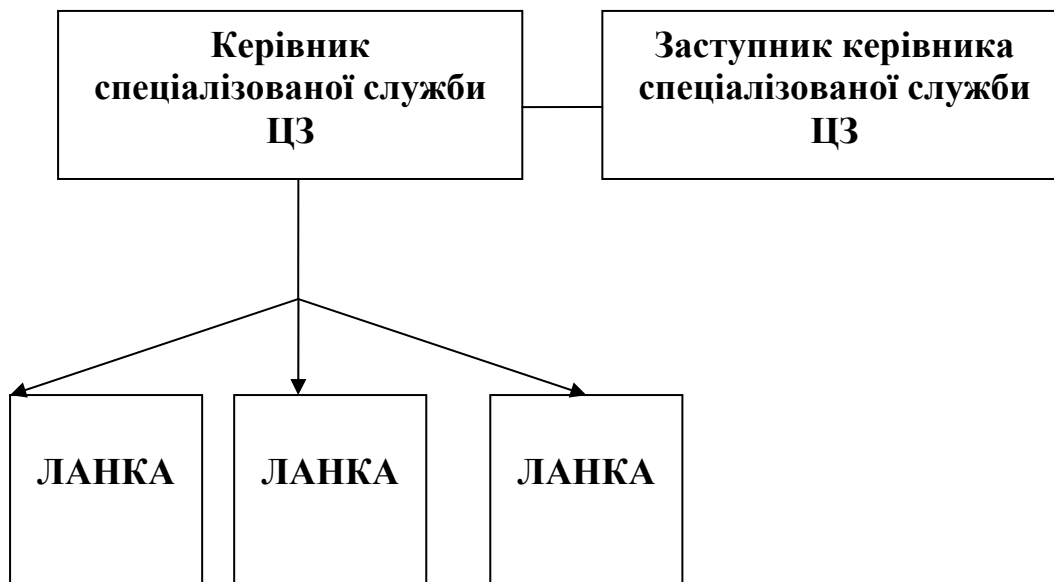 Керівник
спеціалізованої служби
ЦЗ
Заступник керівника
спеціалізованої служби
ЦЗ
ЛАНКА
ЛАНКА
ЛАНКА